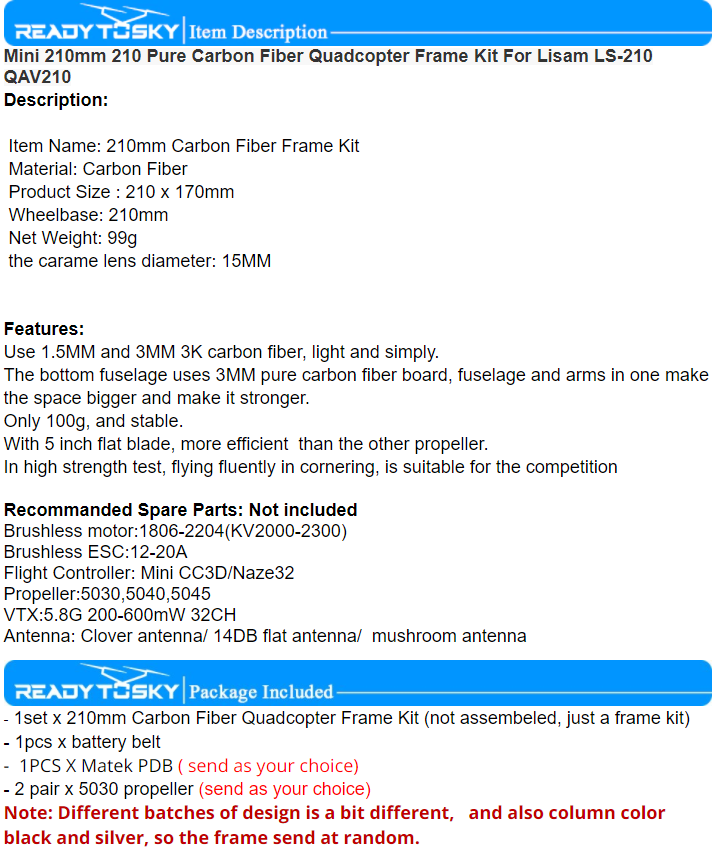 READYTOSKY Item Description
Mini 210mm 210 Pure Carbon Fiber Quadcopter Frame Kit For Lisam LS-210
QAV210
Description:
Item Name: 210mm Carbon Fiber Frame Kit
Material: Carbon Fiber
Product Size : 210 x 170mm
Wheelbase: 210mm
Net Weight: 99g
the carame lens diameter: 15MM
Features:
Use 1.5MM and 3MM 3K carbon fiber, light and simply.
The bottom fuselage uses 3MM pure carbon fiber board, fuselage and arms in one make
the space bigger and make it stronger.
Only 100g, and stable.
With 5 inch flat blade, more efficient  than the other propeller.
In high strength test, flying fluently in cornering, is suitable for the competition
Recommanded Spare Parts: Not included
Brushless motor:1806-2204(KV2000-2300)
Brushless ESC:12-20A
Flight Controller: Mini CC3D/Naze32
Propeller:5030,5040,5045
VTX:5.8G 200-600mW 32CH
Antenna: Clover antenna/ 14DB flat antenna/  mushroom antenna
READYTOSKY Package Included
- 1set x 210mm Carbon Fiber Quadcopter Frame Kit (not assembeled, just a frame kit)
- 1pcs x battery belt
-  1PCS X Matek PDB ( send as your choice)
- 2 pair x 5030 propeller (send as your choice)
Note: Different batches of design is a bit different,   and also column color
black and silver, so the frame send at random.